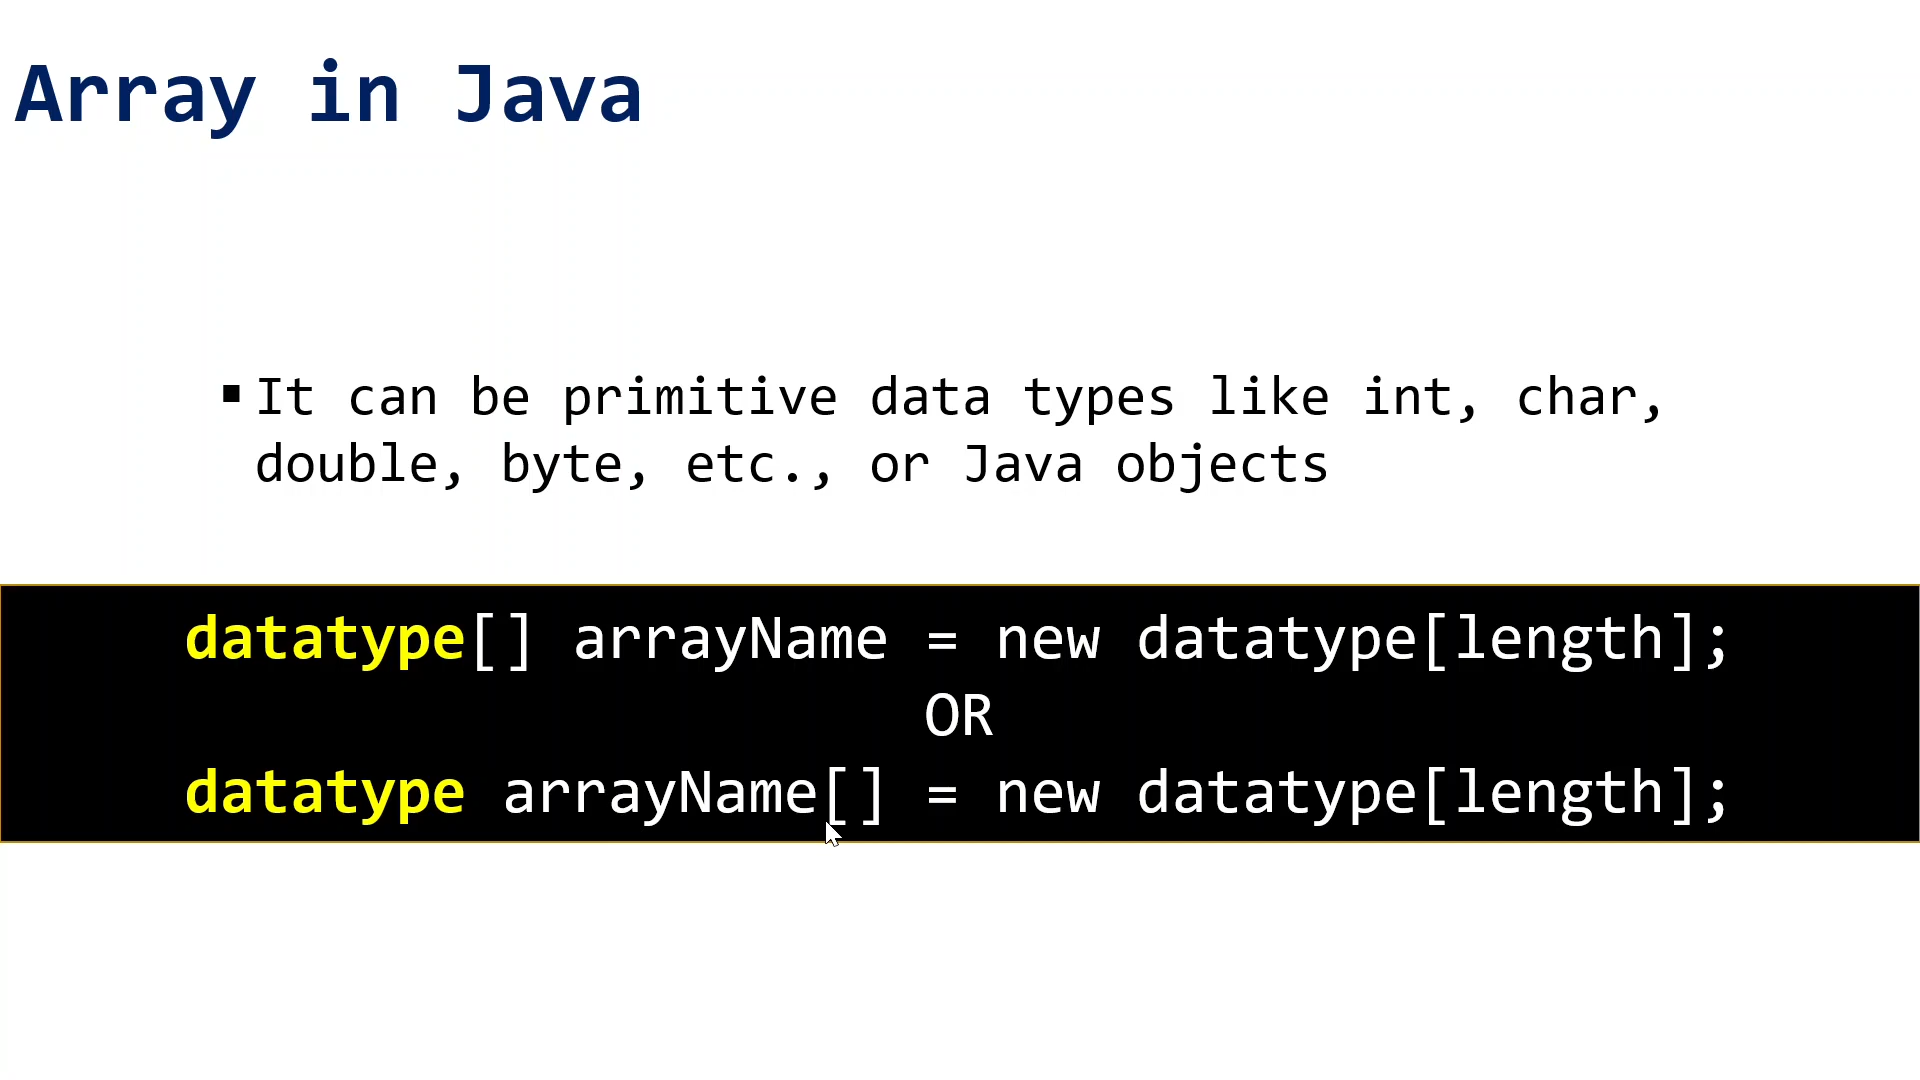 Array in Java
▪ It can be primitive data types like int, char,
double, byte, etc., or Java objects
datatype[] arrayName = new datatype[length];
OR
datatype arrayName[] = new datatype[length];